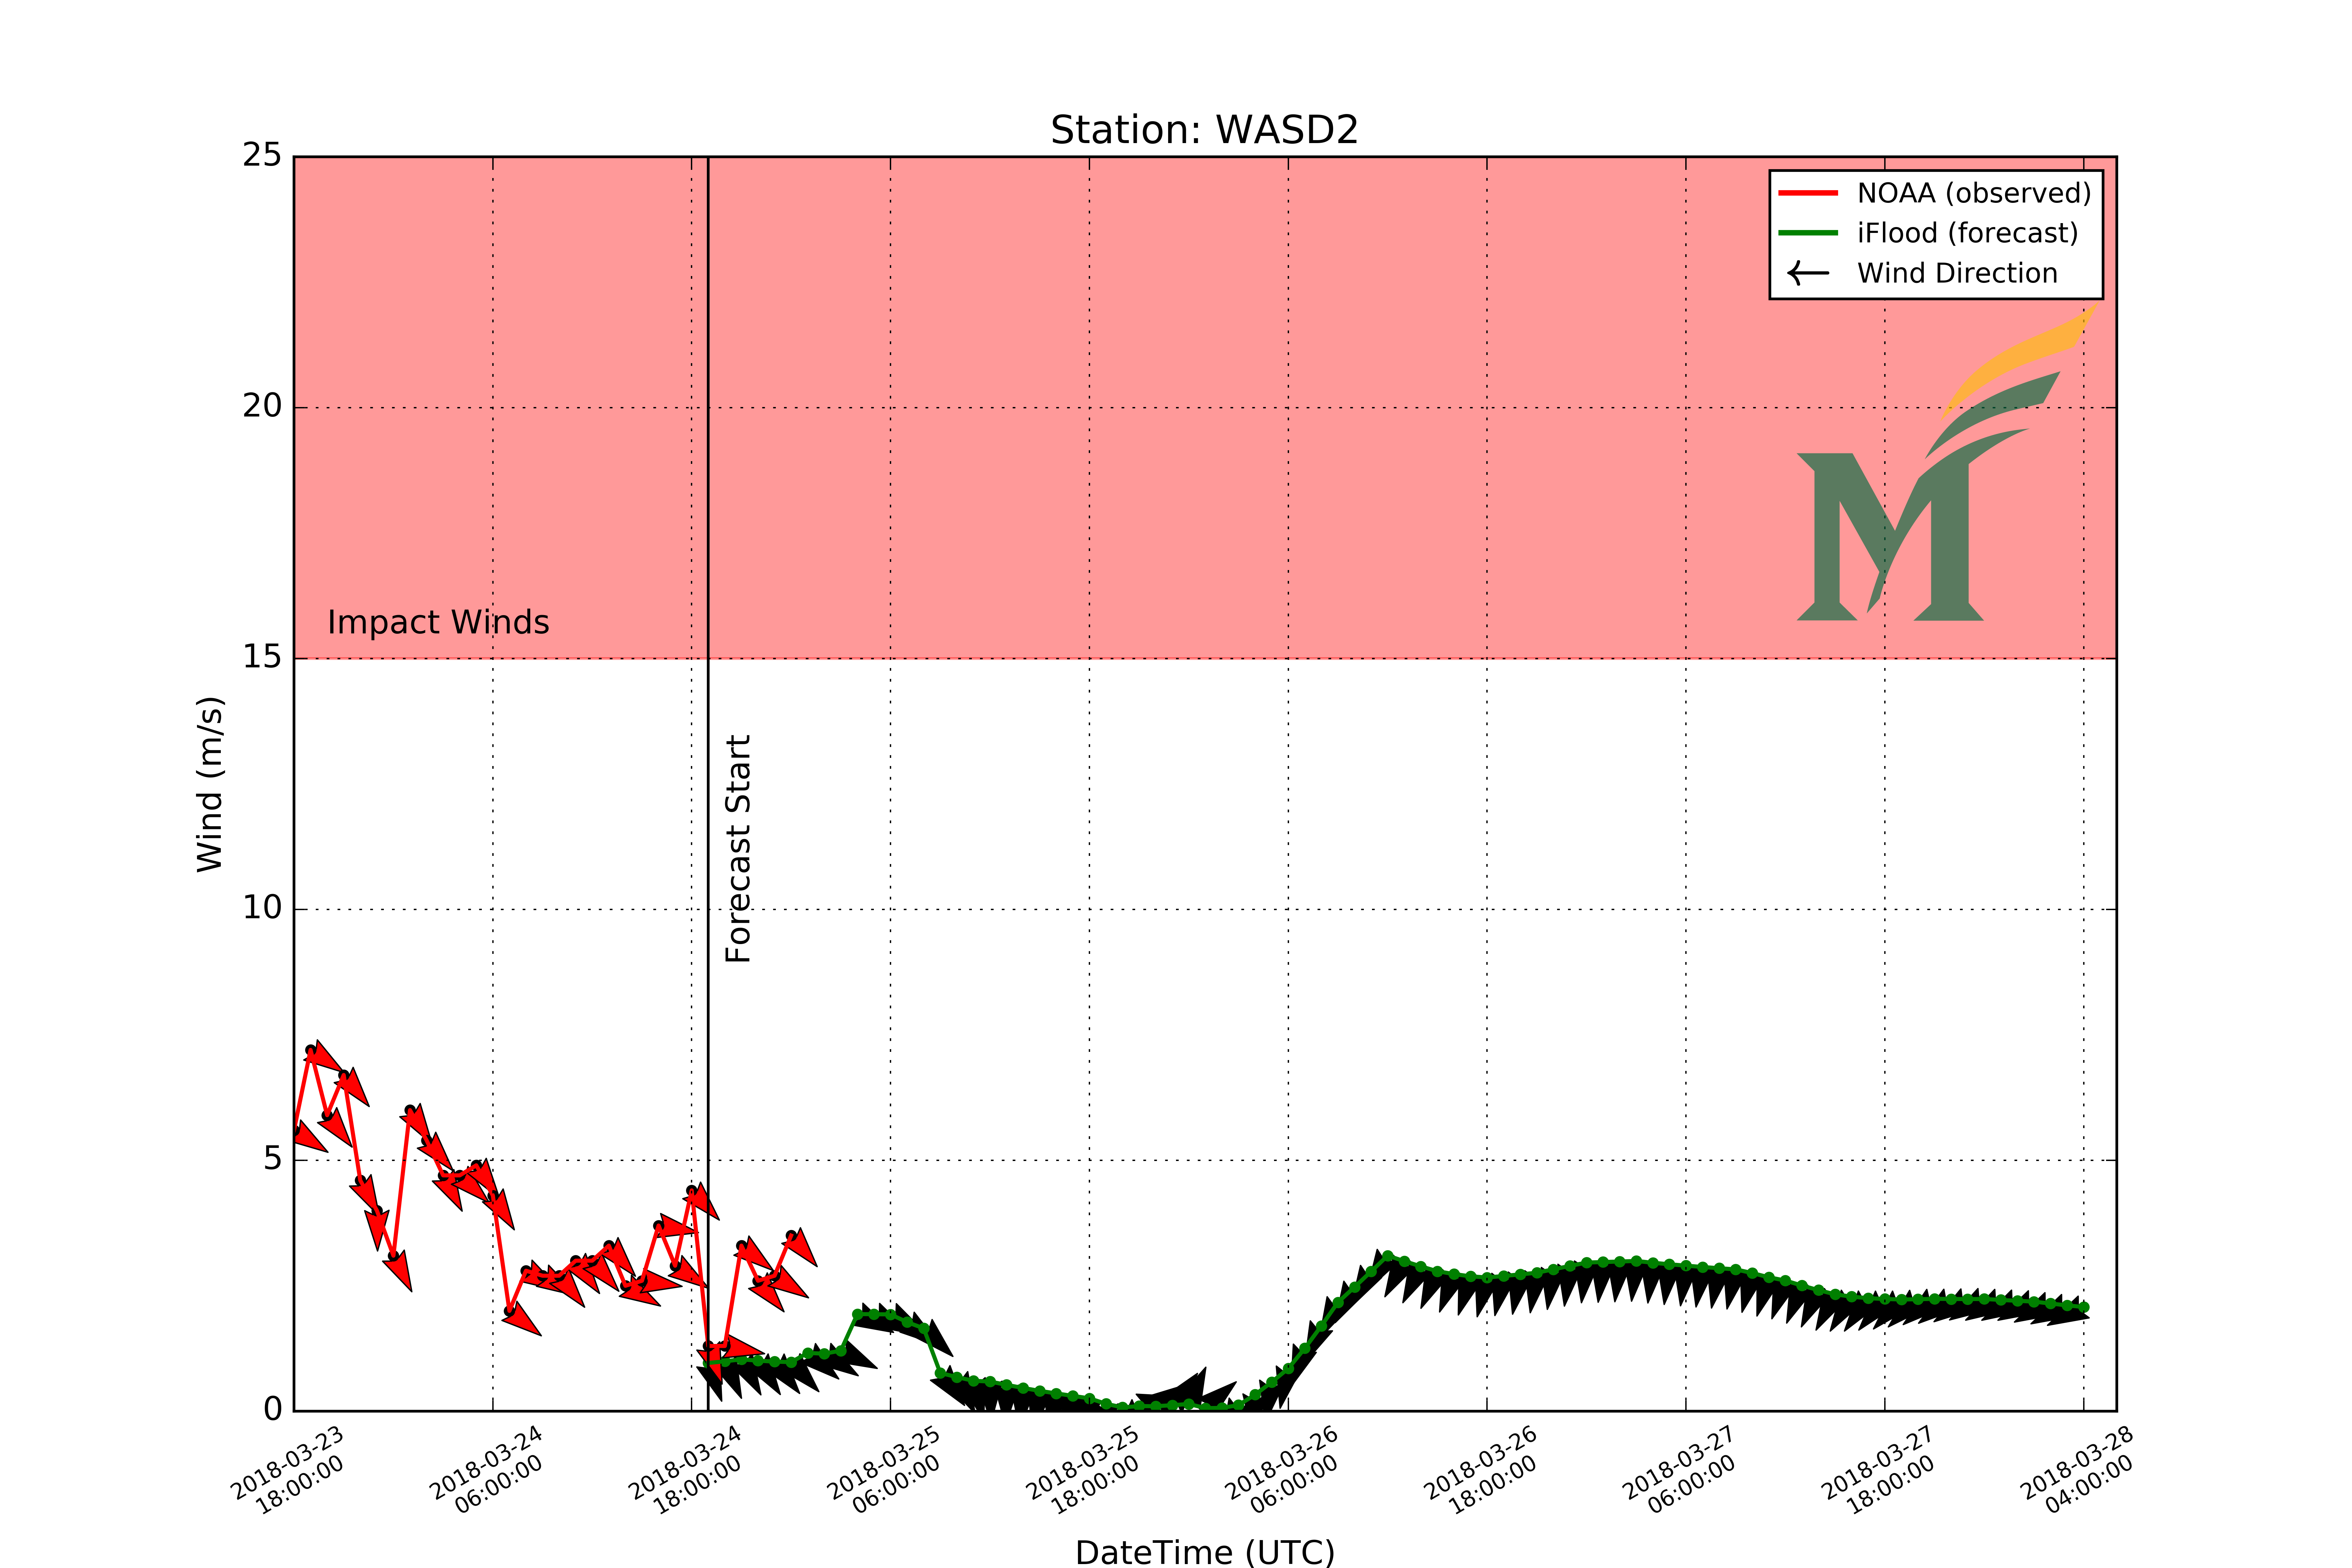 Station: WASD2
25
20
15
10
5
0
Wind (m/s)
NOAA (observed)
iFlood (forecast)
Wind Direction
M
Impact Winds
Forecast Start
2018-03-23
18:00:00
2018-03-24
06:00:00
2018-03-24
18:00:00
2018-03-25
06:00:00
2018-03-25
18:00:00
2018-03-26
06:00:00
2018-03-26
18:00:00
2018-03-27
06:00:00
2018-03-27
18:00:00
2018-03-28
04:00:00
DateTime (UTC)